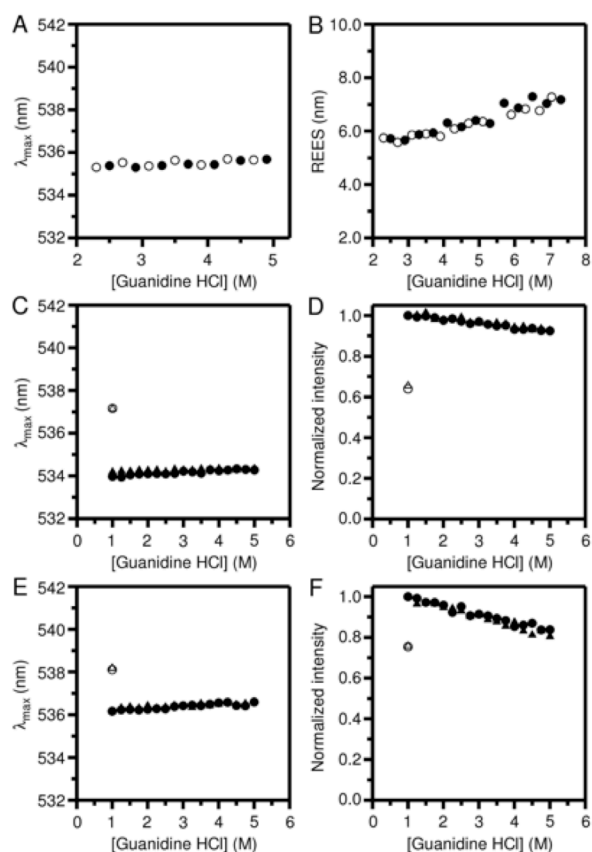 A
542
540
538
536
534
532
λmax (nm)
2 3 4 5
[Guanidine HCl] (M)
B
10.0
8.0
6.0
4.0
2.0
REES (nm)
2 3 4 5 6 7 8
[Guanidine HCl] (M)
C
542
540
538
536
534
532
λmax (nm)
0 1 2 3 4 5 6
[Guanidine HCl] (M)
D
1.0
0.8
0.6
0.4
0.2
0.0
Normalized intensity
0 1 2 3 4 5 6
[Guanidine HCl] (M)
E
542
540
538
536
534
532
λmax (nm)
0 1 2 3 4 5 6
[Guanidine HCl] (M)
F
1.0
0.8
0.6
0.4
0.2
0.0
Normalized intensity
0 1 2 3 4 5 6
[Guanidine HCl] (M)